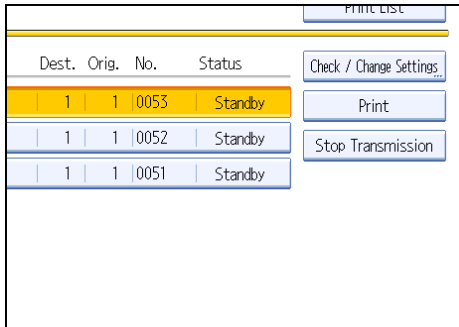 Print List
Dest. Orig. No. Status
Check / Change Settings
1 1 0053 Standby
Print
1 1 0052 Standby
Stop Transmission
1 1 0051 Standby